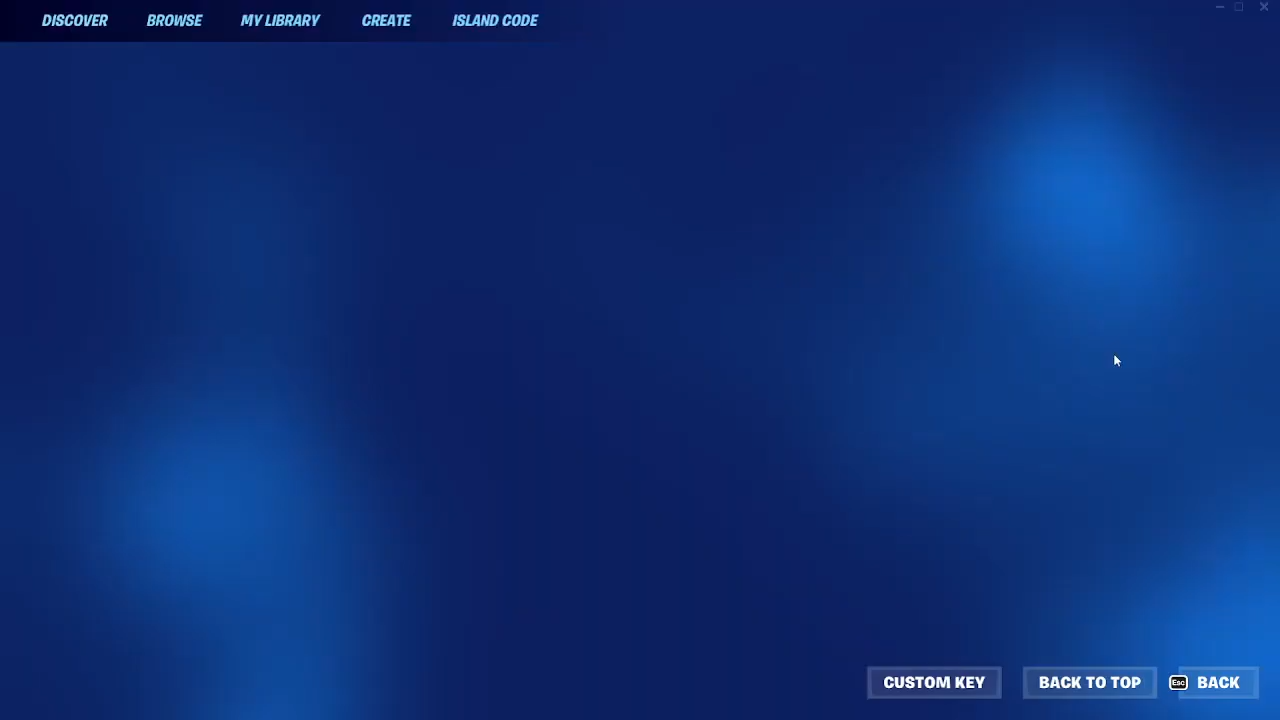 DISCOVER BROWSE MY LIBRARY CREATE ISLAND CODE
CUSTOM KEY BACK TO TOP Esc BACK